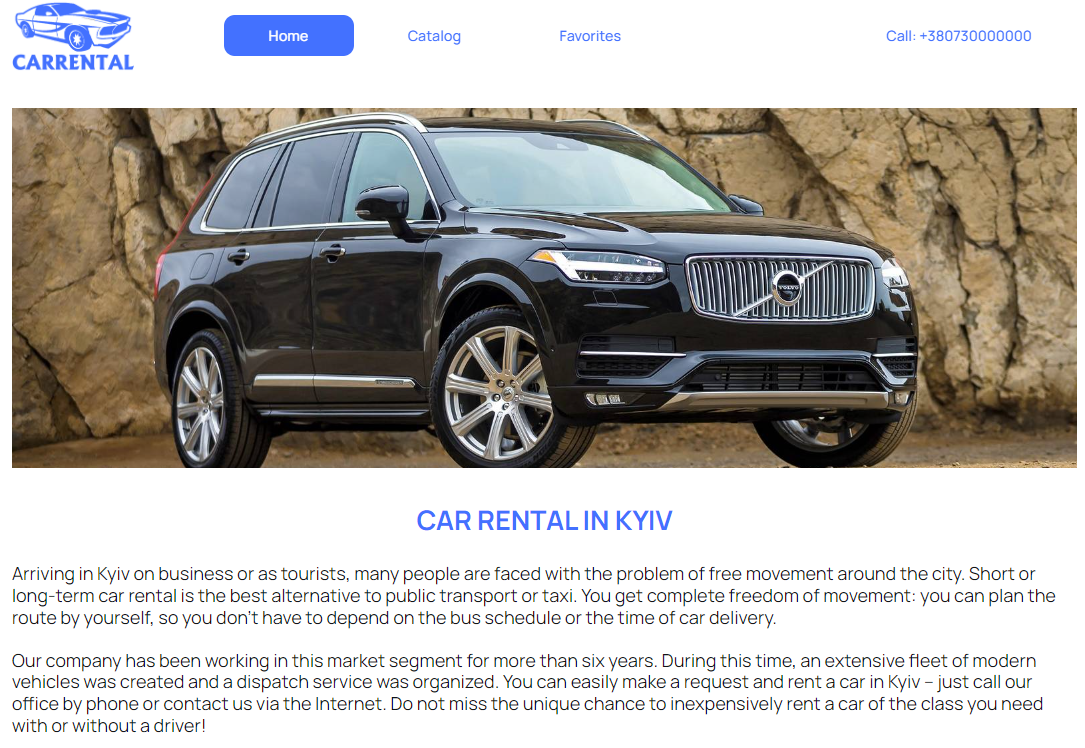 CARRENTAL
Home
Catalog
Favorites
Call: +380730000000
VOLVO
CAR RENTAL IN KYIV
Arriving in Kyiv on business or as tourists, many people are faced with the problem of free movement around the city. Short or
long-term car rental is the best alternative to public transport or taxi. You get complete freedom of movement: you can plan the
route by yourself, so you don't have to depend on the bus schedule or the time of car delivery.
Our company has been working in this market segment for more than six years. During this time, an extensive fleet of modern
vehicles was created and a dispatch service was organized. You can easily make a request and rent a car in Kyiv – just call our
office by phone or contact us via the Internet. Do not miss the unique chance to inexpensively rent a car of the class you need
with or without a driver!